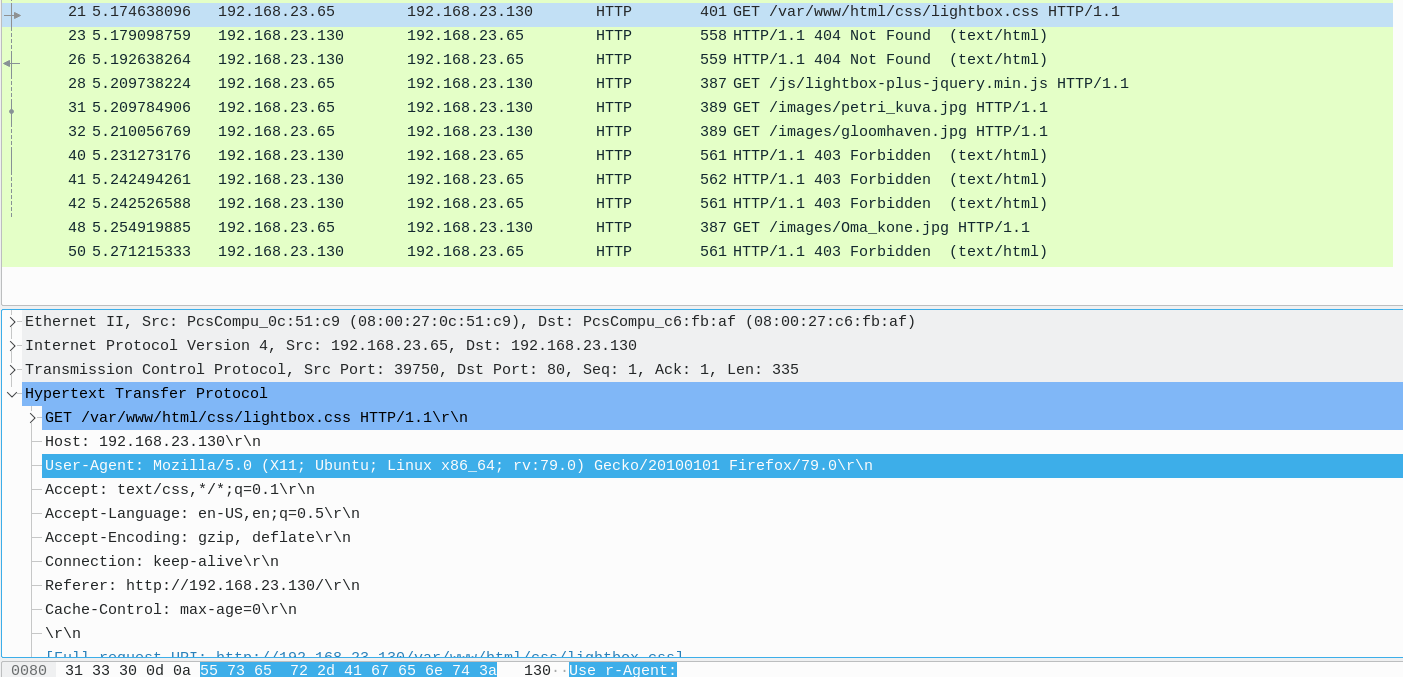 21 5.174638096 192.168.23.65 192.168.23.130 HTTP 401 GET /var/www/html/css/lightbox.css HTTP/1.1
23 5.179098759 192.168.23.130 192.168.23.65 HTTP 558 HTTP/1.1 404 Not Found (text/html)
26 5.192638264 192.168.23.130 192.168.23.65 HTTP 559 HTTP/1.1 404 Not Found (text/html)
28 5.209738224 192.168.23.65 192.168.23.130 HTTP 387 GET /js/lightbox-plus-jquery.min.js HTTP/1.1
31 5.209784906 192.168.23.65 192.168.23.130 HTTP 389 GET /images/petri_kuva.jpg HTTP/1.1
32 5.210056769 192.168.23.65 192.168.23.130 HTTP 389 GET /images/gloomhaven.jpg HTTP/1.1
40 5.231273176 192.168.23.130 192.168.23.65 HTTP 561 HTTP/1.1 403 Forbidden (text/html)
41 5.242494261 192.168.23.130 192.168.23.65 HTTP 562 HTTP/1.1 403 Forbidden (text/html)
42 5.242526588 192.168.23.130 192.168.23.65 HTTP 561 HTTP/1.1 403 Forbidden (text/html)
48 5.254919885 192.168.23.65 192.168.23.130 HTTP 387 GET /images/Oma_kone.jpg HTTP/1.1
50 5.271215333 192.168.23.130 192.168.23.65 HTTP 561 HTTP/1.1 403 Forbidden (text/html)
Ethernet II, Src: PcsCompu_0c:51:c9 (08:00:27:0c:51:c9), Dst: PcsCompu_c6:fb:af (08:00:27:c6:fb:af)
Internet Protocol Version 4, Src: 192.168.23.65, Dst: 192.168.23.130
Transmission Control Protocol, Src Port: 39750, Dst Port: 80, Seq: 1, Ack: 1, Len: 335
Hypertext Transfer Protocol
GET /var/www/html/css/lightbox.css HTTP/1.1\r\n
Host: 192.168.23.130\r\n
User-Agent: Mozilla/5.0 (X11; Ubuntu; Linux x86_64; rv:79.0) Gecko/20100101 Firefox/79.0\r\n
Accept: text/css,*/*;q=0.1\r\n
Accept-Language: en-US,en;q=0.5\r\n
Accept-Encoding: gzip, deflate\r\n
Connection: keep-alive\r\n
Referer: http://192.168.23.130/\r\n
Cache-Control: max-age=0\r\n
\r\n
[Full request URI: http://192.168.23.130/var/www/html/css/lightbox.css]
0080 31 33 30 0d 0a 55 73 65 72 2d 41 67 65 6e 74 3a 130··Use r-Agent: